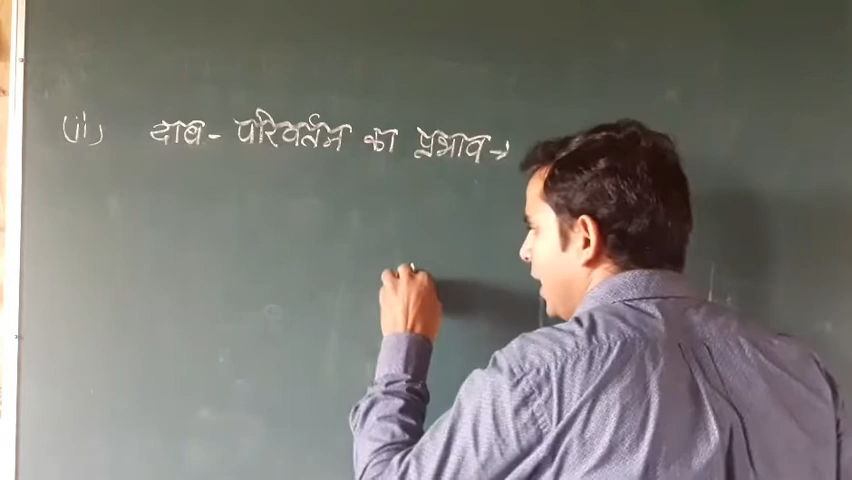 (ii) दाब- परिवर्तन का प्रभाव→